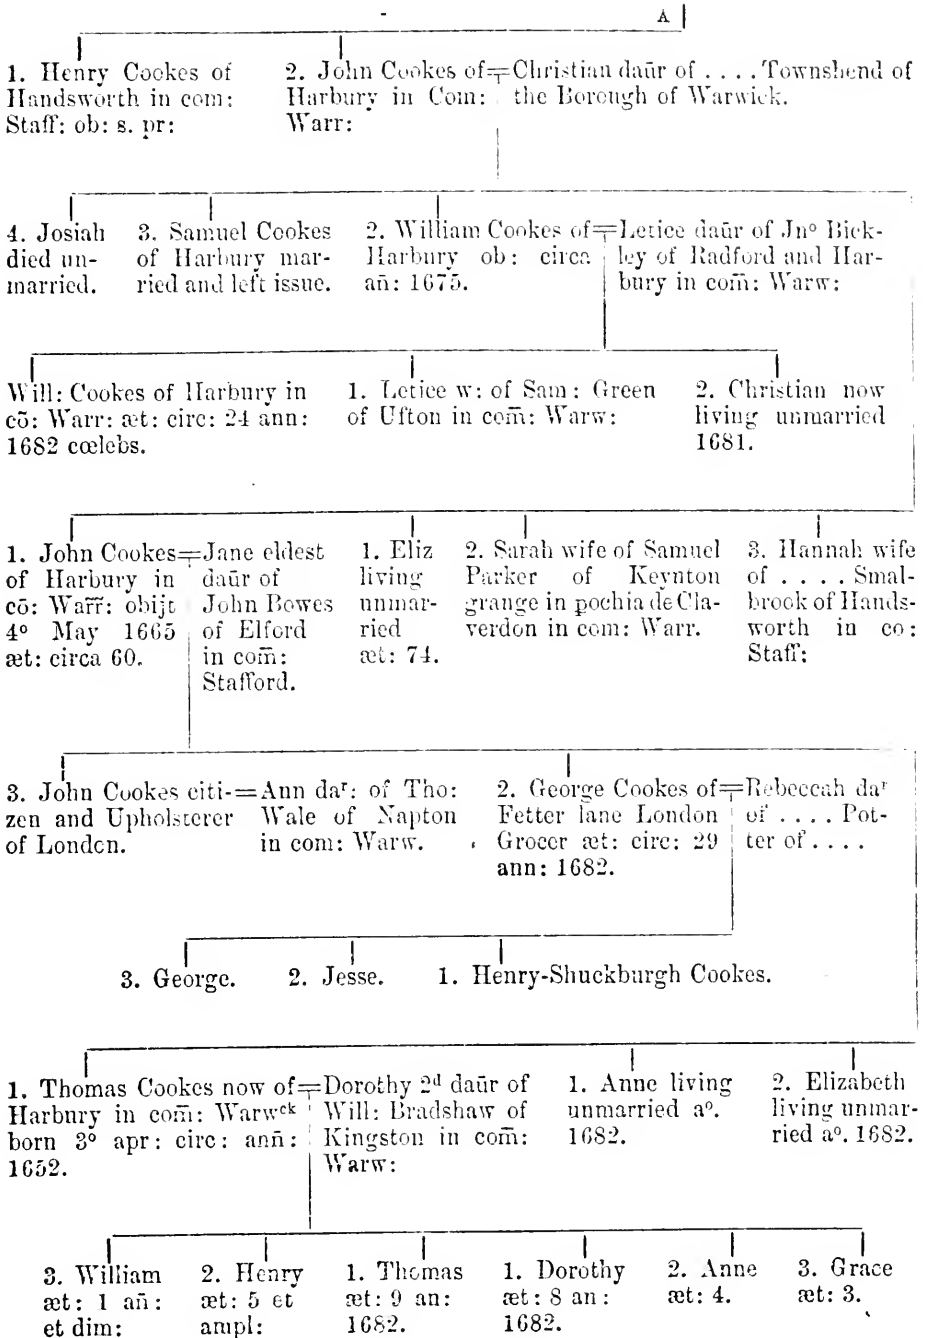 A
1. Henry Cookes of
Handsworth in com:
Staff: ob: s. pr:
2. John Cookes of=Christian daūr of . . . . Townshend of
Harbury in Com: the Borough of Warwick.
Warr:
4. Josiah
died un-
married.
3. Samuel Cookes
of Harbury mar-
ried and left issue.
2. William Cookes of=Letice daūr of Jnº Bick-
Harbury ob: circa ley of Radford and Har-
añ: 1675. bury in com̄: Warw:
Will: Cookes of Harbury in
cō: Warr: æt: circ: 24 ann:
1682 cœlebs.
1. Letice w: of Sam: Green
of Ufton in com̄: Warw:
2. Christian now
living unmarried
1681.
1. John Cookes=Jane eldest
of Harbury in daūr of
cō: Warr̄: obijt John Bowes
4º May 1665 of Elford
æt: circa 60. in com̄:
Stafford.
1. Eliz
living
unmar-
ried
æt: 74.
2. Sarah wife of Samuel
Parker of Keynton
grange in pochia de Cla-
verdon in com: Warr.
3. Hannah wife
of . . . . Smal-
brook of Hands-
worth in co:
Staff:
3. John Cookes citi-=Ann daʳ: of Tho:
zen and Upholsterer Wale of Napton
of London. in com: Warw.
2. George Cookes of=Rebeccah daʳ
Fetter lane London of . . . . Pot-
Grocer æt: circ: 29 ter of . . . .
ann: 1682.
3. George. 2. Jesse. 1. Henry-Shuckburgh Cookes.
1. Thomas Cookes now of=Dorothy 2ᵈ daūr of
Harbury in com̄: Warwᶜᵏ Will: Bradshaw of
born 3º apr: circ: anñ: Kingston in com̄:
1652. Warw:
1. Anne living
unmarried aº.
1682.
2. Elizabeth
living unmar-
ried aº. 1682.
3. William
æt: 1 añ:
et dim:
2. Henry
æt: 5 et
ampl:
1. Thomas
æt: 9 an:
1682.
1. Dorothy
æt: 8 an:
1682.
2. Anne
æt: 4.
3. Grace
æt: 3.